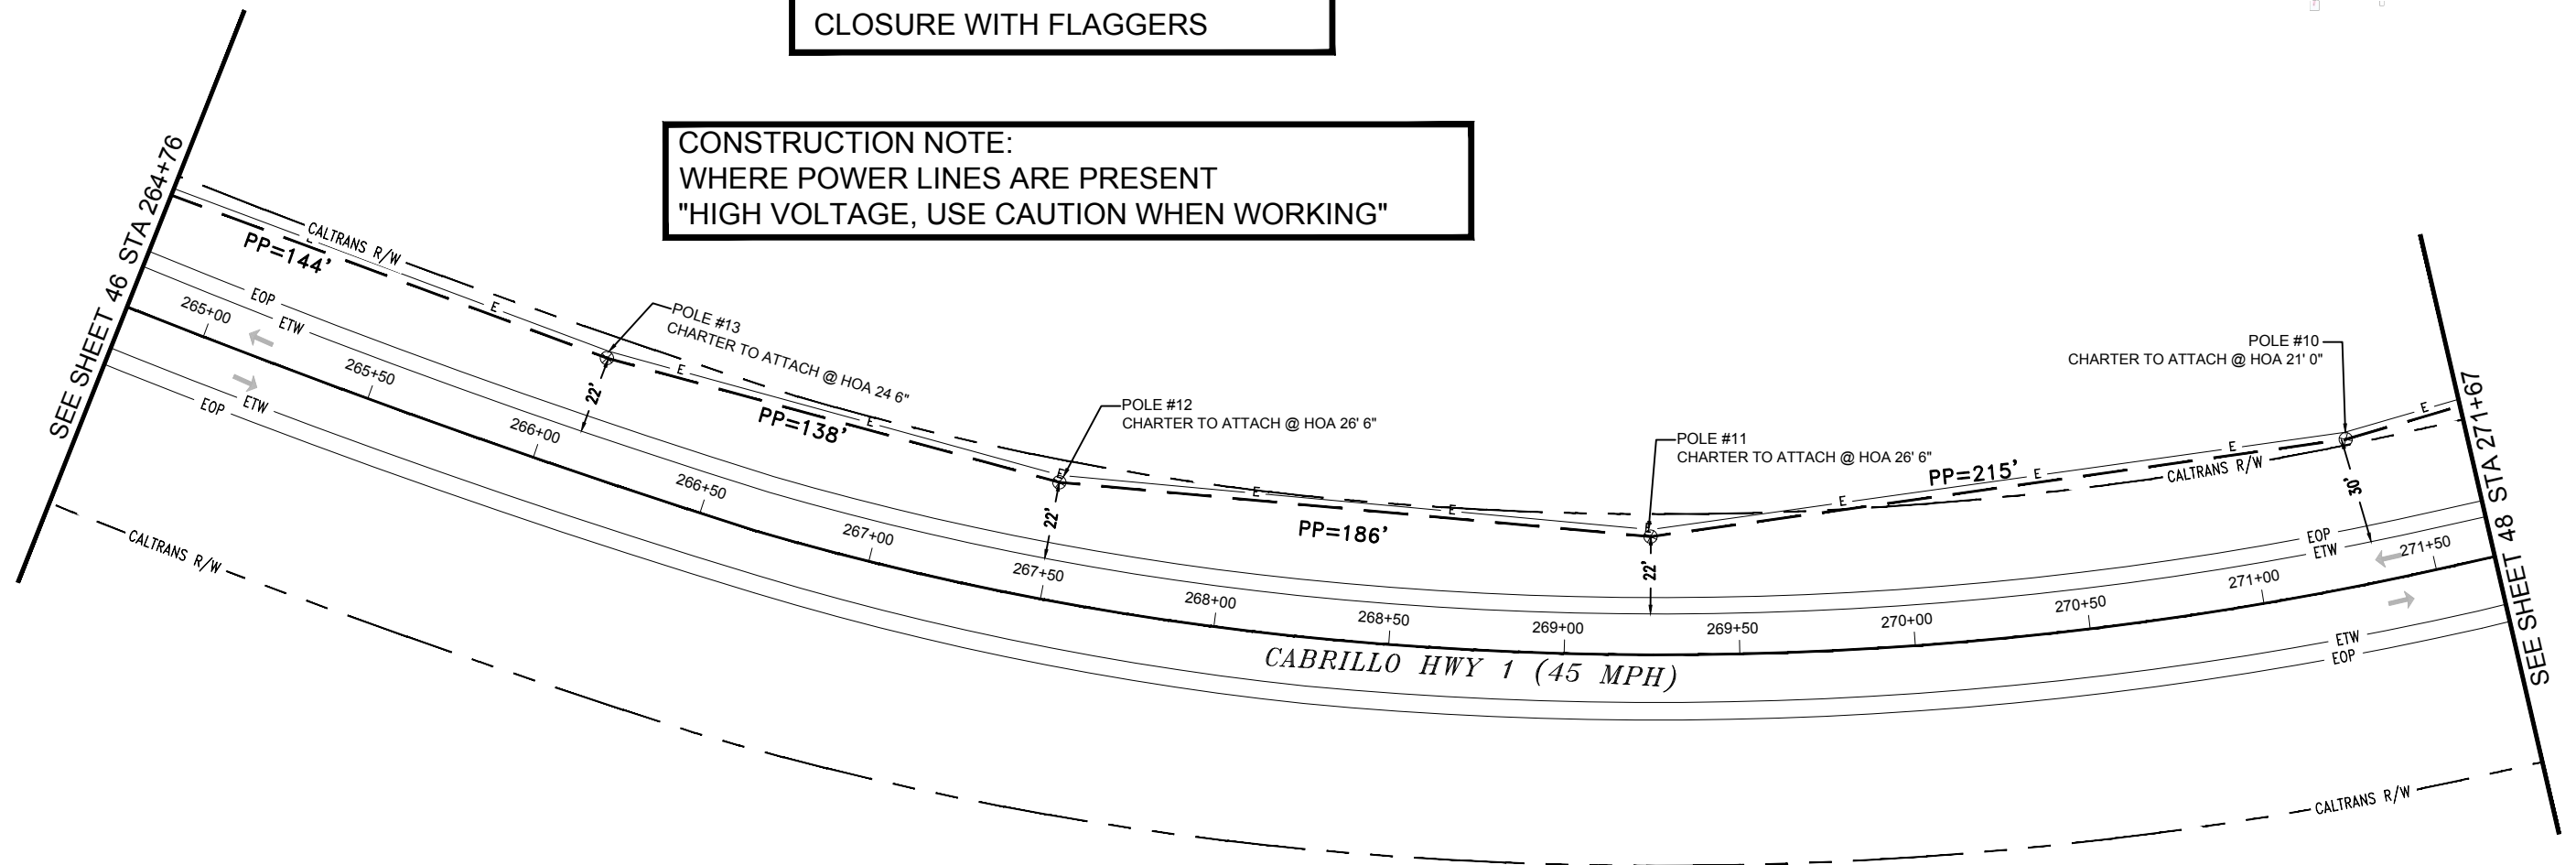 CLOSURE WITH FLAGGERS
CONSTRUCTION NOTE:
WHERE POWER LINES ARE PRESENT
"HIGH VOLTAGE, USE CAUTION WHEN WORKING"
SEE SHEET 46 STA 264+76
CALTRANS R/W
PP=144'
E
EOP
ETW
265+00
265+50
ETW
EOP
266+00
266+50
267+00
267+50
268+00
268+50
269+00
269+50
270+00
270+50
271+00
271+50
POLE #13
CHARTER TO ATTACH @ HOA 24 6"
22'
E
PP=138'
E
POLE #12
CHARTER TO ATTACH @ HOA 26' 6"
E
22'
E
PP=186'
E
POLE #11
CHARTER TO ATTACH @ HOA 26' 6"
E
22'
E
PP=215'
E
E
CALTRANS R/W
POLE #10
CHARTER TO ATTACH @ HOA 21' 0"
E
30'
EOP
ETW
ETW
EOP
CABRILLO HWY 1 (45 MPH)
CALTRANS R/W
CALTRANS R/W
SEE SHEET 48 STA 271+67